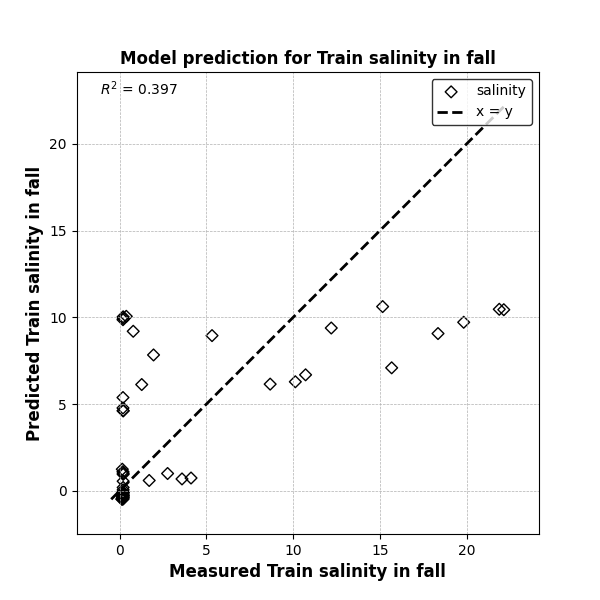 Model prediction for Train salinity in fall
R² = 0.397
salinity
x = y
20
15
10
5
0
0 5 10 15 20
Predicted Train salinity in fall
Measured Train salinity in fall